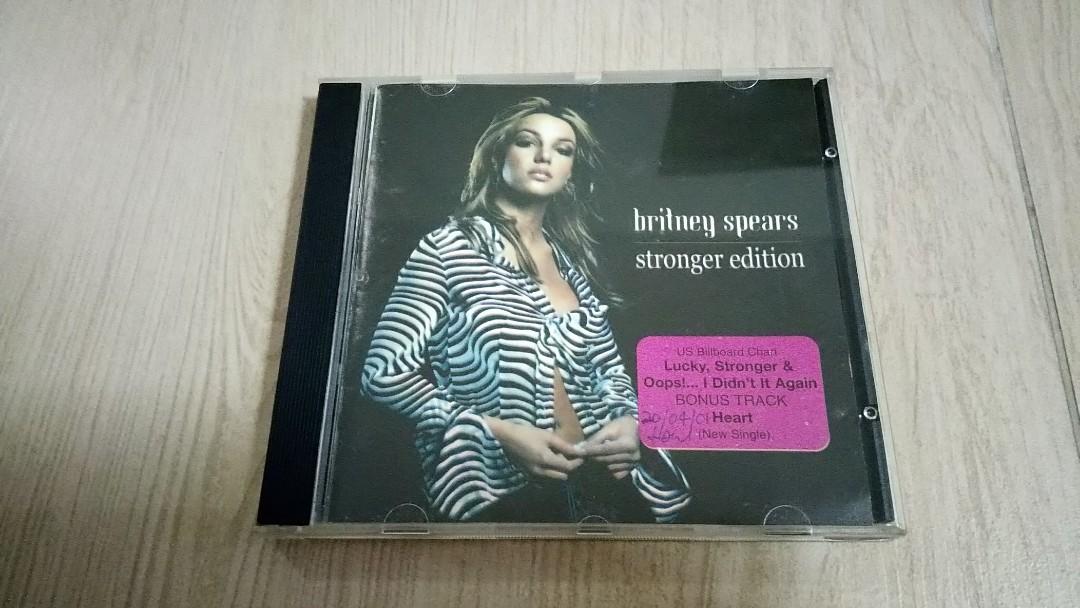 britney spears
stronger edition
US Billboard Chart
Lucky, Stronger &
Oops!... I Didn't It Again
BONUS TRACK
20/04/01 Heart
(New Single)